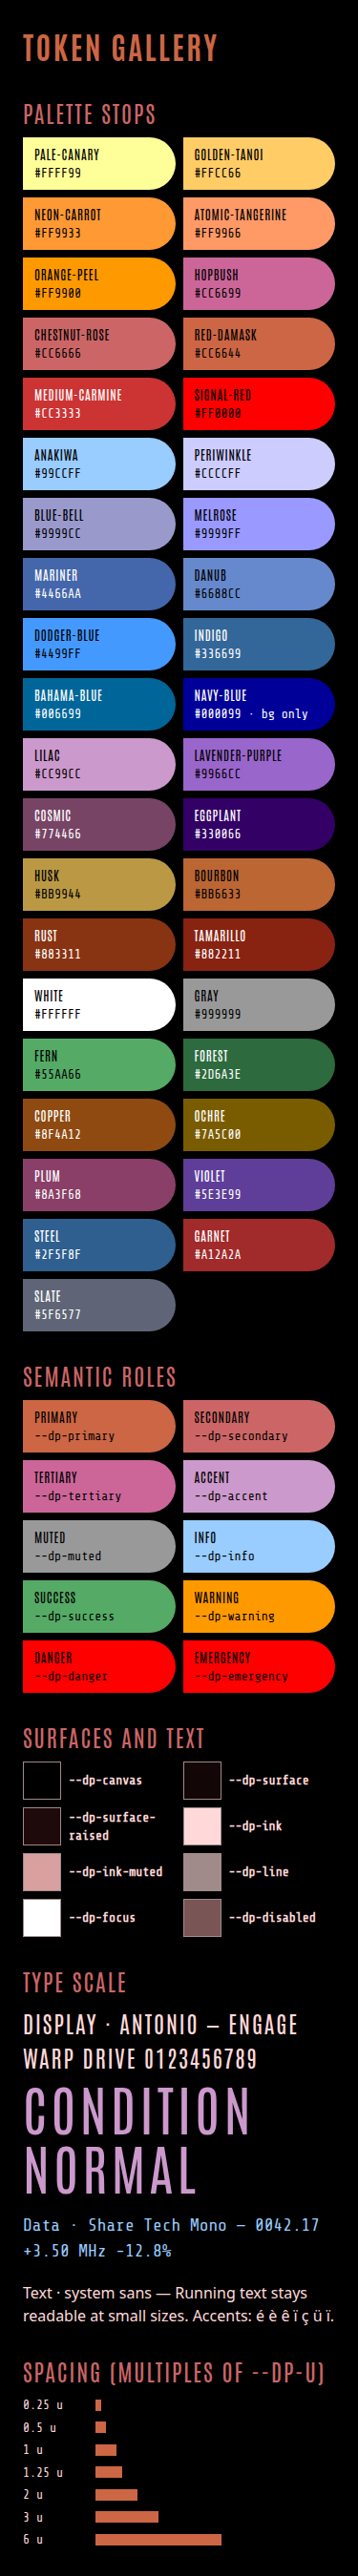 TOKEN GALLERY
PALETTE STOPS
PALE-CANARY
#FFFF99
GOLDEN-TANOI
#FFCC66
NEON-CARROT
#FF9933
ATOMIC-TANGERINE
#FF9966
ORANGE-PEEL
#FF9900
HOPBUSH
#CC6699
CHESTNUT-ROSE
#CC6666
RED-DAMASK
#CC6644
MEDIUM-CARMINE
#CC3333
SIGNAL-RED
#FF0000
ANAKIWA
#99CCFF
PERIWINKLE
#CCCCFF
BLUE-BELL
#9999CC
MELROSE
#9999FF
MARINER
#4466AA
DANUB
#6688CC
DODGER-BLUE
#4499FF
INDIGO
#336699
BAHAMA-BLUE
#006699
NAVY-BLUE
#000099 · bg only
LILAC
#CC99CC
LAVENDER-PURPLE
#9966CC
COSMIC
#774466
EGGPLANT
#330066
HUSK
#BB9944
BOURBON
#BB6633
RUST
#883311
TAMARILLO
#882211
WHITE
#FFFFFF
GRAY
#999999
FERN
#55AA66
FOREST
#2D6A3E
COPPER
#8F4A12
OCHRE
#7A5C00
PLUM
#8A3F68
VIOLET
#5E3E99
STEEL
#2F5F8F
GARNET
#A12A2A
SLATE
#5F6577
SEMANTIC ROLES
PRIMARY
--dp-primary
SECONDARY
--dp-secondary
TERTIARY
--dp-tertiary
ACCENT
--dp-accent
MUTED
--dp-muted
INFO
--dp-info
SUCCESS
--dp-success
WARNING
--dp-warning
DANGER
--dp-danger
EMERGENCY
--dp-emergency
SURFACES AND TEXT
--dp-canvas
--dp-surface
--dp-surface-
raised
--dp-ink
--dp-ink-muted
--dp-line
--dp-focus
--dp-disabled
TYPE SCALE
DISPLAY · ANTONIO — ENGAGE
WARP DRIVE 0123456789
CONDITION
NORMAL
Data · Share Tech Mono — 0042.17
+3.50 MHz −12.8%
Text · system sans — Running text stays
readable at small sizes. Accents: é è ê ï ç ü ï.
SPACING (MULTIPLES OF --DP-U)
0.25 u
0.5 u
1 u
1.25 u
2 u
3 u
6 u